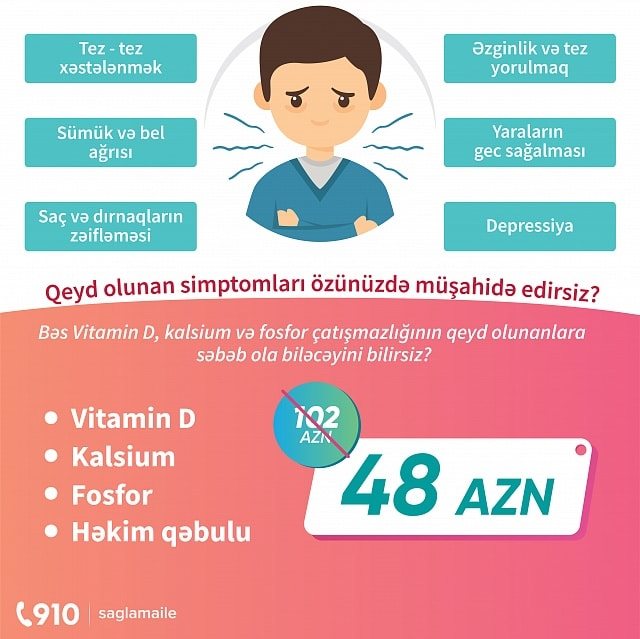 Tez - tez
xəstələnmək
Sümük və bel
ağrısı
Saç və dırnaqların
zəifləməsi
Əzginlik və tez
yorulmaq
Yaraların
gec sağalması
Depressiya
Qeyd olunan simptomları özünüzdə müşahidə edirsiz?
Bəs Vitamin D, kalsium və fosfor çatışmazlığının qeyd olunanlara
səbəb ola biləcəyini bilirsiz?
• Vitamin D
• Kalsium
• Fosfor
• Həkim qəbulu
102
AZN
48 AZN
910 | saglamaile